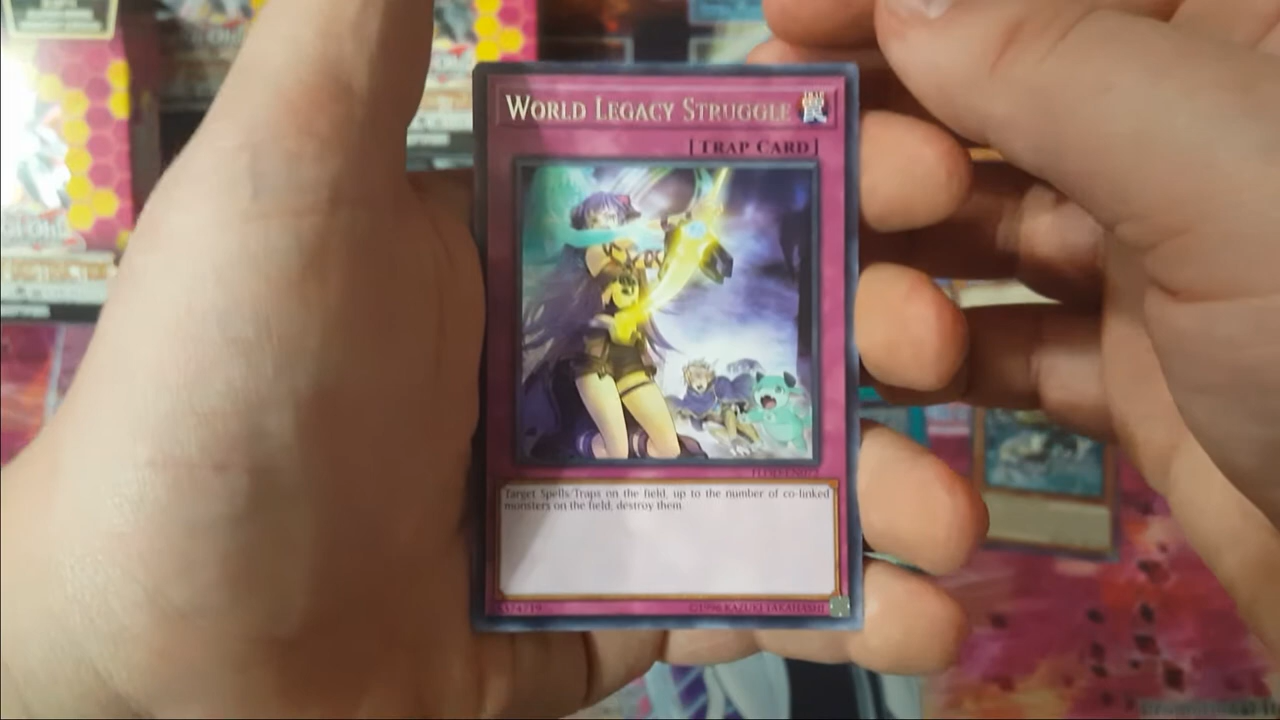 WORLD LEGACY STRUGGLE
[TRAP CARD]
Target Spells/Traps on the field, up to the number of co-linked
monsters on the field; destroy them.
©1996 KAZUKI TAKAHASHI